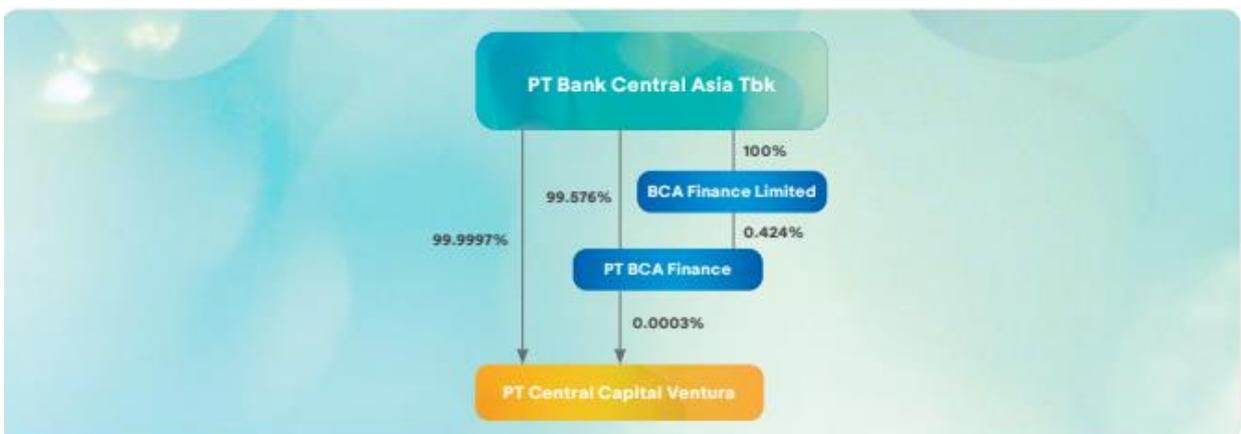 PT Bank Central Asia Tbk
100%
99.576%
BCA Finance Limited
99.9997%
0.424%
PT BCA Finance
0.0003%
PT Central Capital Ventura